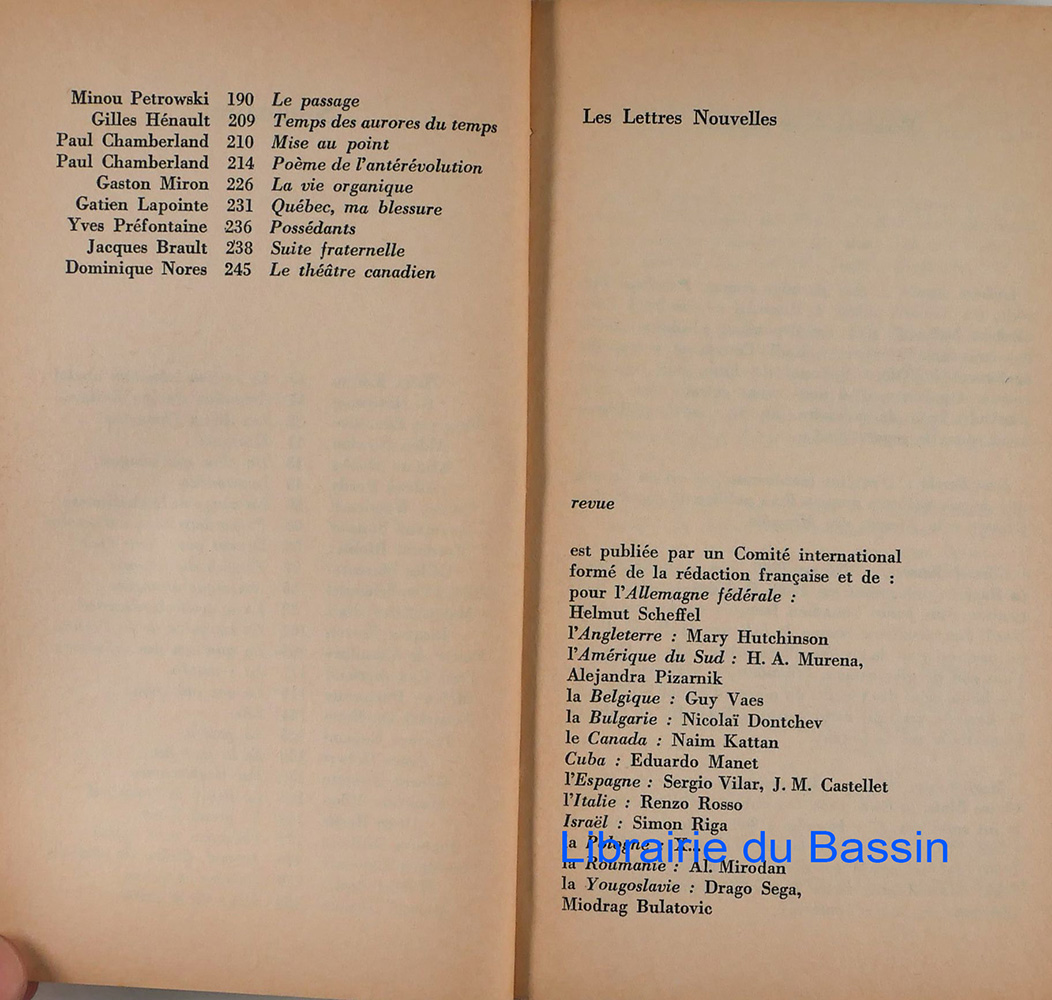 Minou Petrowski 190 Le passage
Gilles Hénault 209 Temps des aurores du temps
Paul Chamberland 210 Mise au point
Paul Chamberland 214 Poème de l'antérévolution
Gaston Miron 226 La vie organique
Gatien Lapointe 231 Québec, ma blessure
Yves Préfontaine 236 Possédants
Jacques Brault 238 Suite fraternelle
Dominique Nores 245 Le théâtre canadien
Les Lettres Nouvelles
revue
est publiée par un Comité international
formé de la rédaction française et de :
pour l'Allemagne fédérale :
Helmut Scheffel
l'Angleterre : Mary Hutchinson
l'Amérique du Sud : H. A. Murena,
Alejandra Pizarnik
la Belgique : Guy Vaes
la Bulgarie : Nicolaï Dontchev
le Canada : Naim Kattan
Cuba : Eduardo Manet
l'Espagne : Sergio Vilar, J. M. Castellet
l'Italie : Renzo Rosso
Israël : Simon Riga
la Pologne : X...
Librairie du Bassin
la Roumanie : Al. Mirodan
la Yougoslavie : Drago Sega,
Miodrag Bulatovic